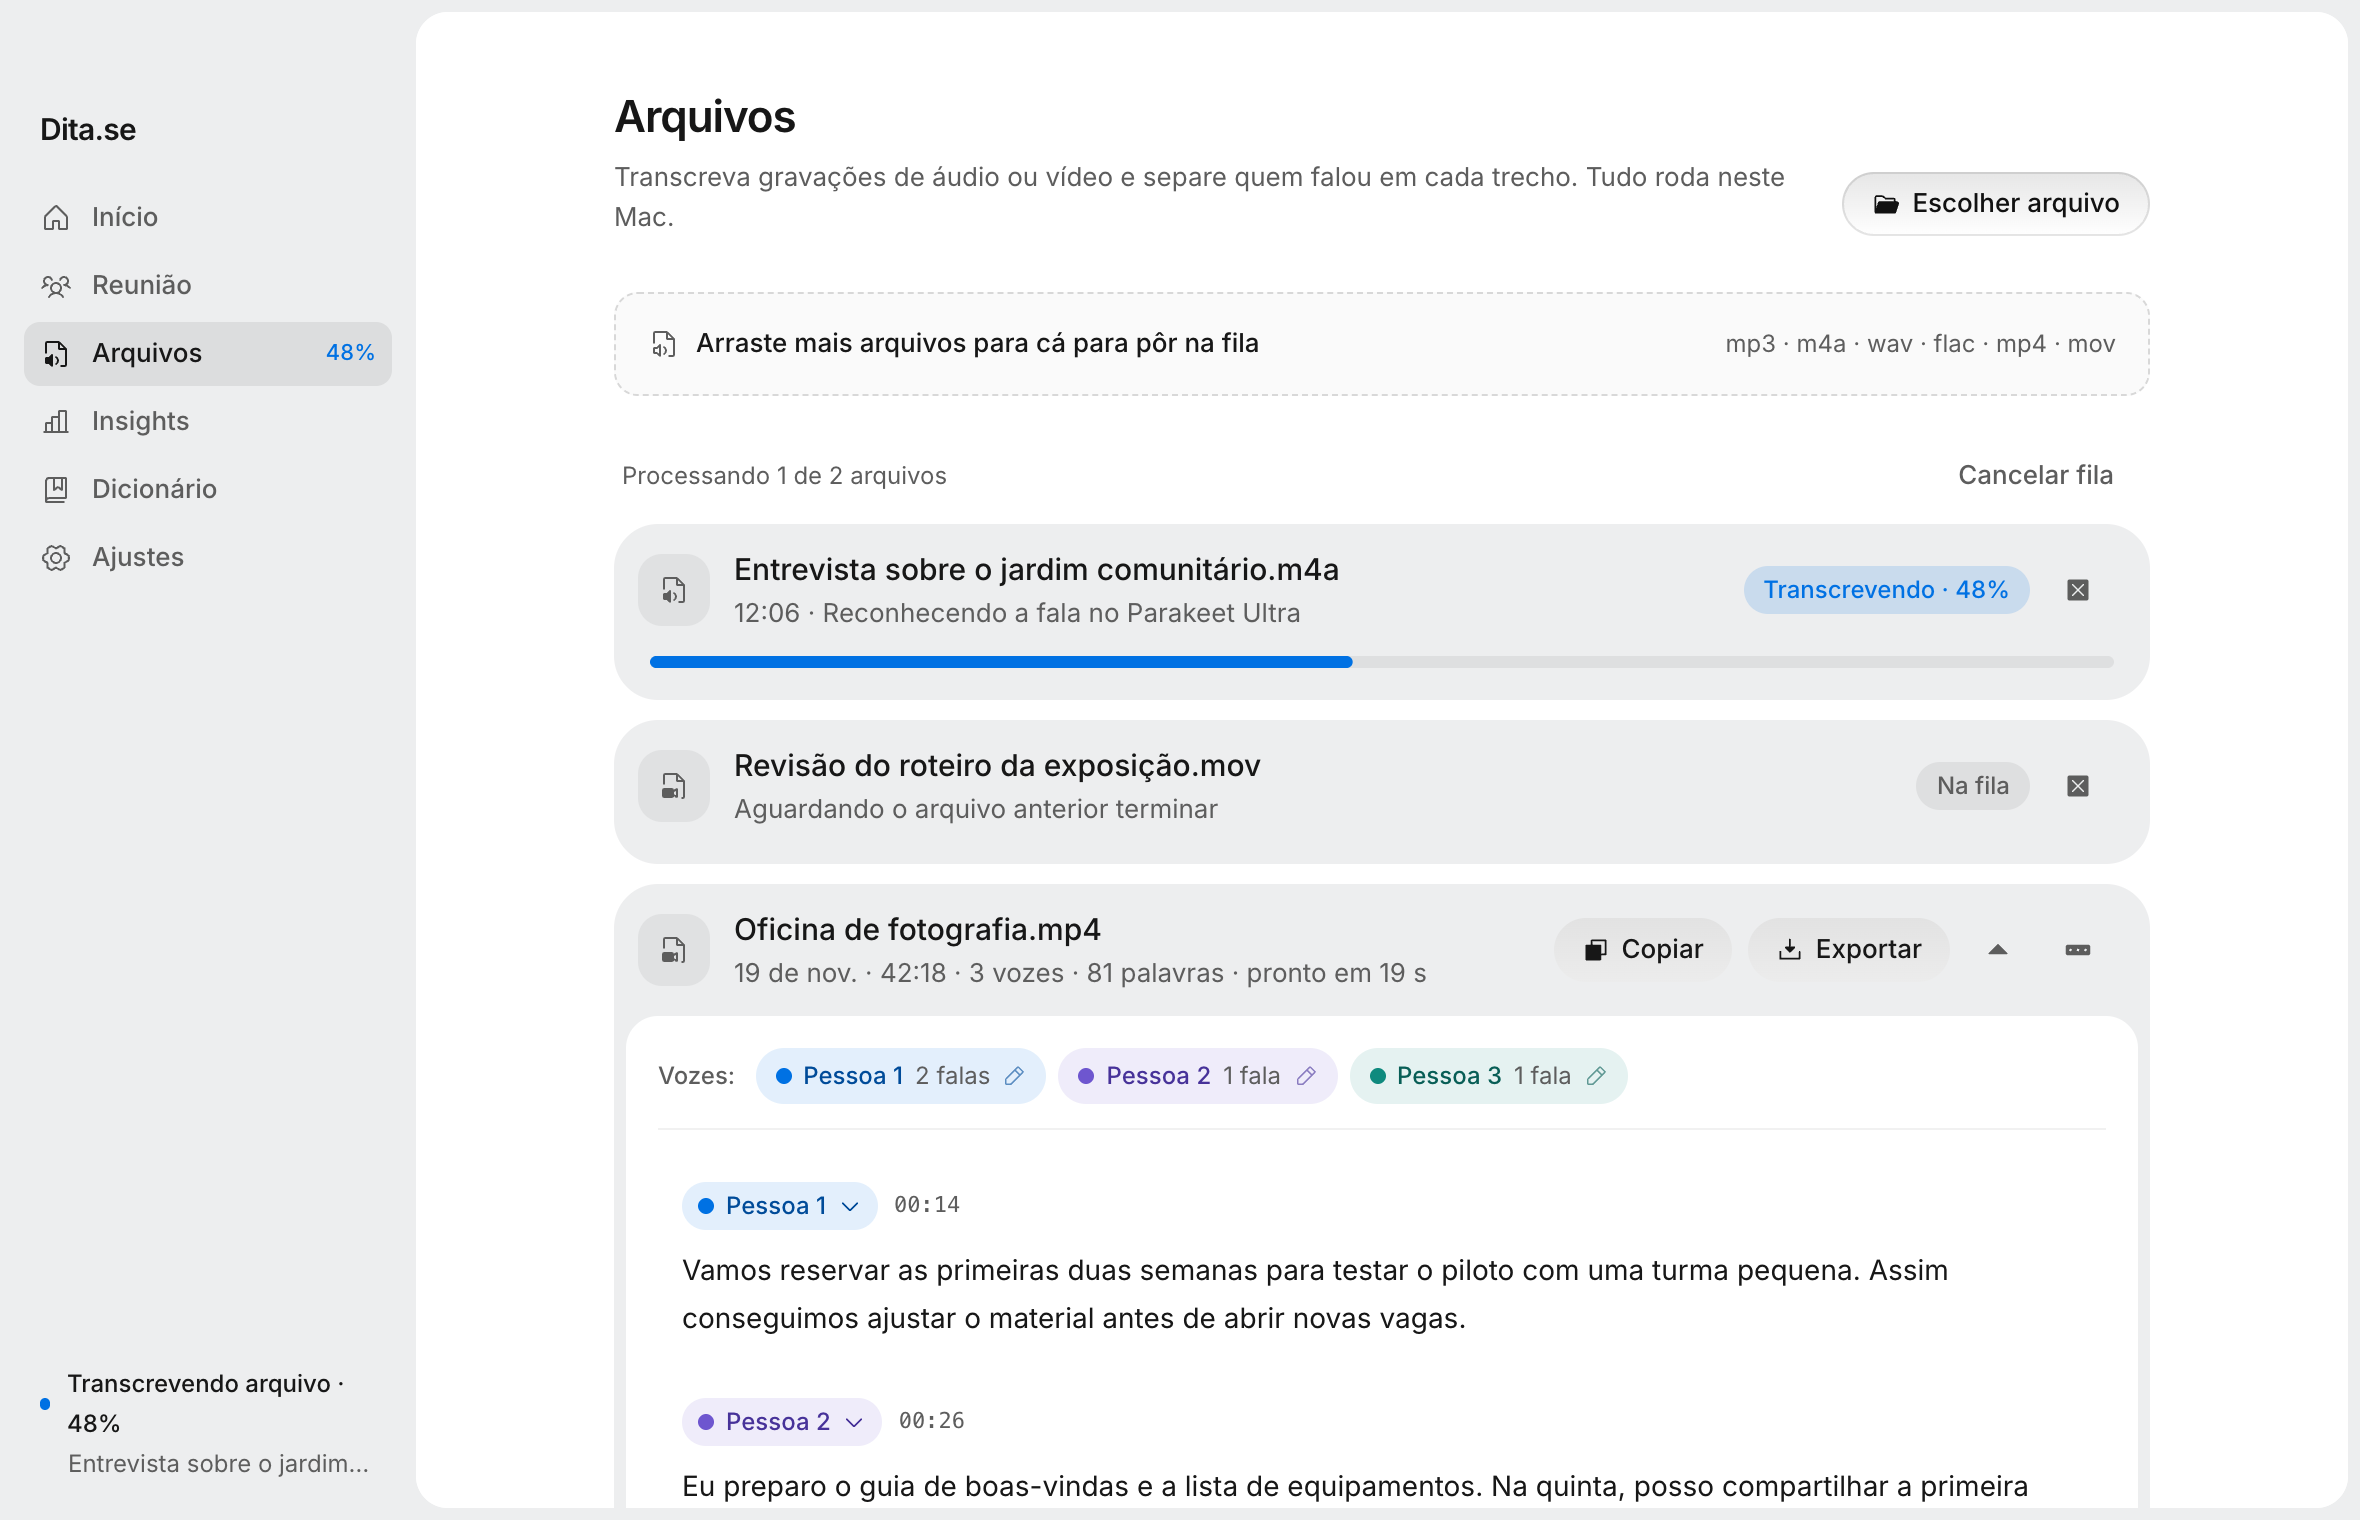 Dita.se
Início
Reunião
Arquivos 48%
Insights
Dicionário
Ajustes
Transcrevendo arquivo ·
48%
Entrevista sobre o jardim...
Arquivos
Transcreva gravações de áudio ou vídeo e separe quem falou em cada trecho. Tudo roda neste
Mac.
Escolher arquivo
Arraste mais arquivos para cá para pôr na fila
mp3 · m4a · wav · flac · mp4 · mov
Processando 1 de 2 arquivos
Cancelar fila
Entrevista sobre o jardim comunitário.m4a
12:06 · Reconhecendo a fala no Parakeet Ultra
Transcrevendo · 48%
Revisão do roteiro da exposição.mov
Aguardando o arquivo anterior terminar
Na fila
Oficina de fotografia.mp4
19 de nov. · 42:18 · 3 vozes · 81 palavras · pronto em 19 s
Copiar
Exportar
Vozes:
Pessoa 1 2 falas
Pessoa 2 1 fala
Pessoa 3 1 fala
Pessoa 1 00:14
Vamos reservar as primeiras duas semanas para testar o piloto com uma turma pequena. Assim
conseguimos ajustar o material antes de abrir novas vagas.
Pessoa 2 00:26
Eu preparo o guia de boas-vindas e a lista de equipamentos. Na quinta, posso compartilhar a primeira